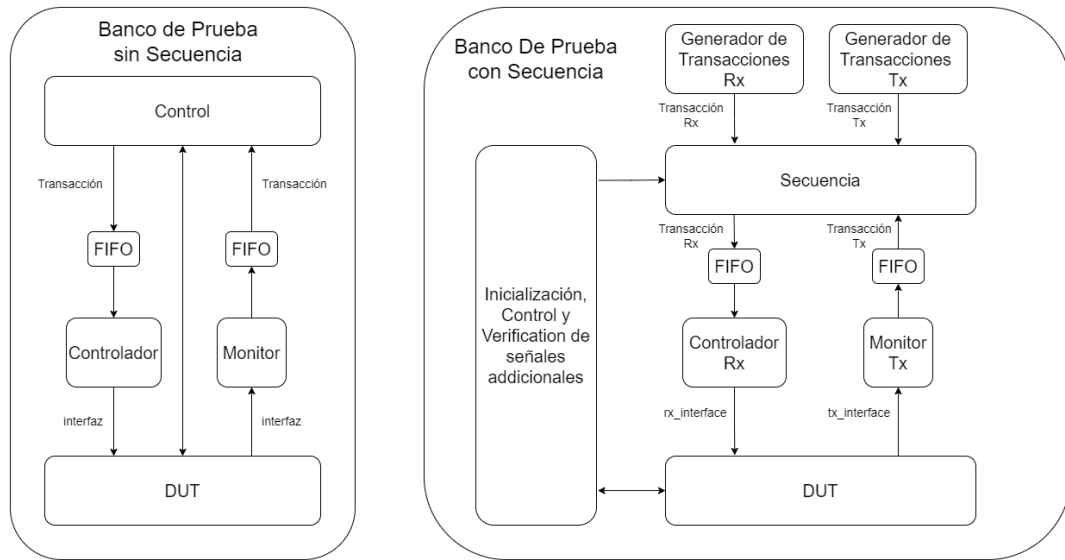 Banco de Prueba
sin Secuencia
Control
Transacción
Transacción
FIFO
FIFO
Controlador
Monitor
interfaz
interfaz
DUT
Banco De Prueba
con Secuencia
Generador de
Transacciones
Rx
Generador de
Transacciones
Tx
Transacción
Rx
Transacción
Tx
Secuencia
Transacción
Rx
Transacción
Tx
FIFO
FIFO
Inicialización,
Control y
Verification de
señales
addicionales
Controlador
Rx
Monitor
Tx
rx_interface
tx_interface
DUT